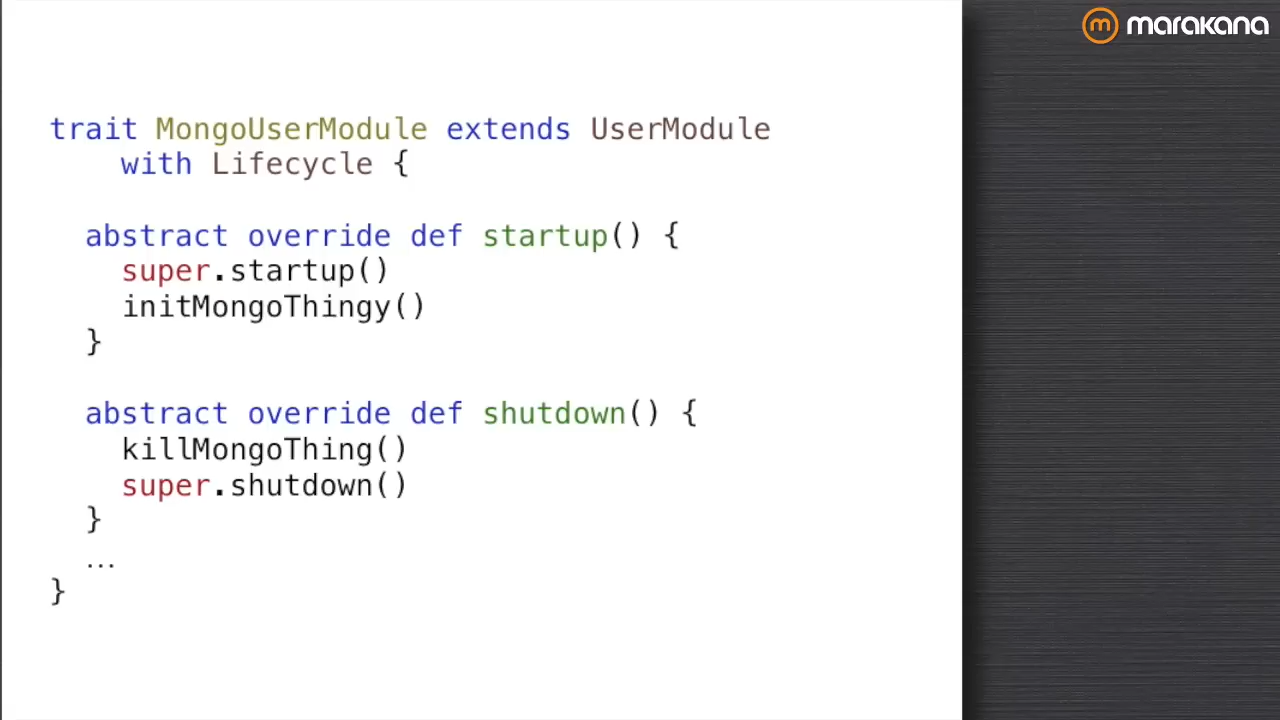 marakana
trait MongoUserModule extends UserModule
with Lifecycle {
abstract override def startup() {
super.startup()
initMongoThingy()
}
abstract override def shutdown() {
killMongoThing()
super.shutdown()
}
...
}